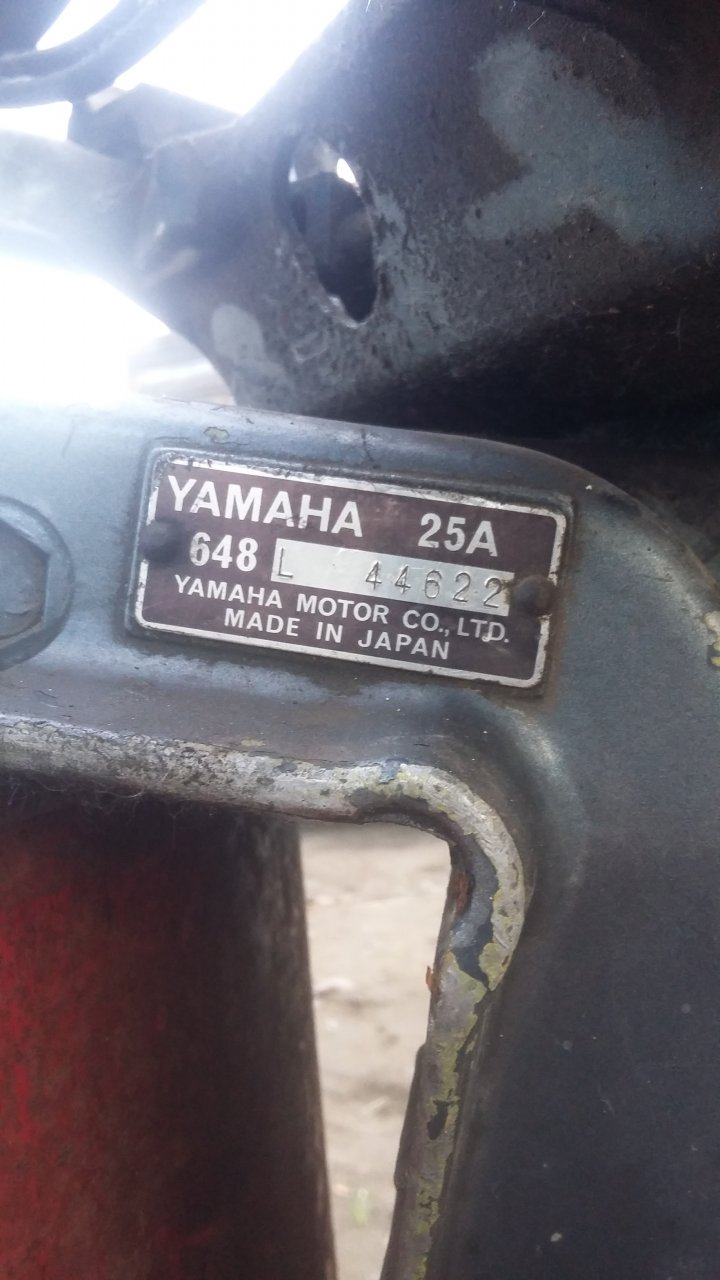 YAMAHA 25A
648 L 44622
YAMAHA MOTOR CO., LTD.
MADE IN JAPAN